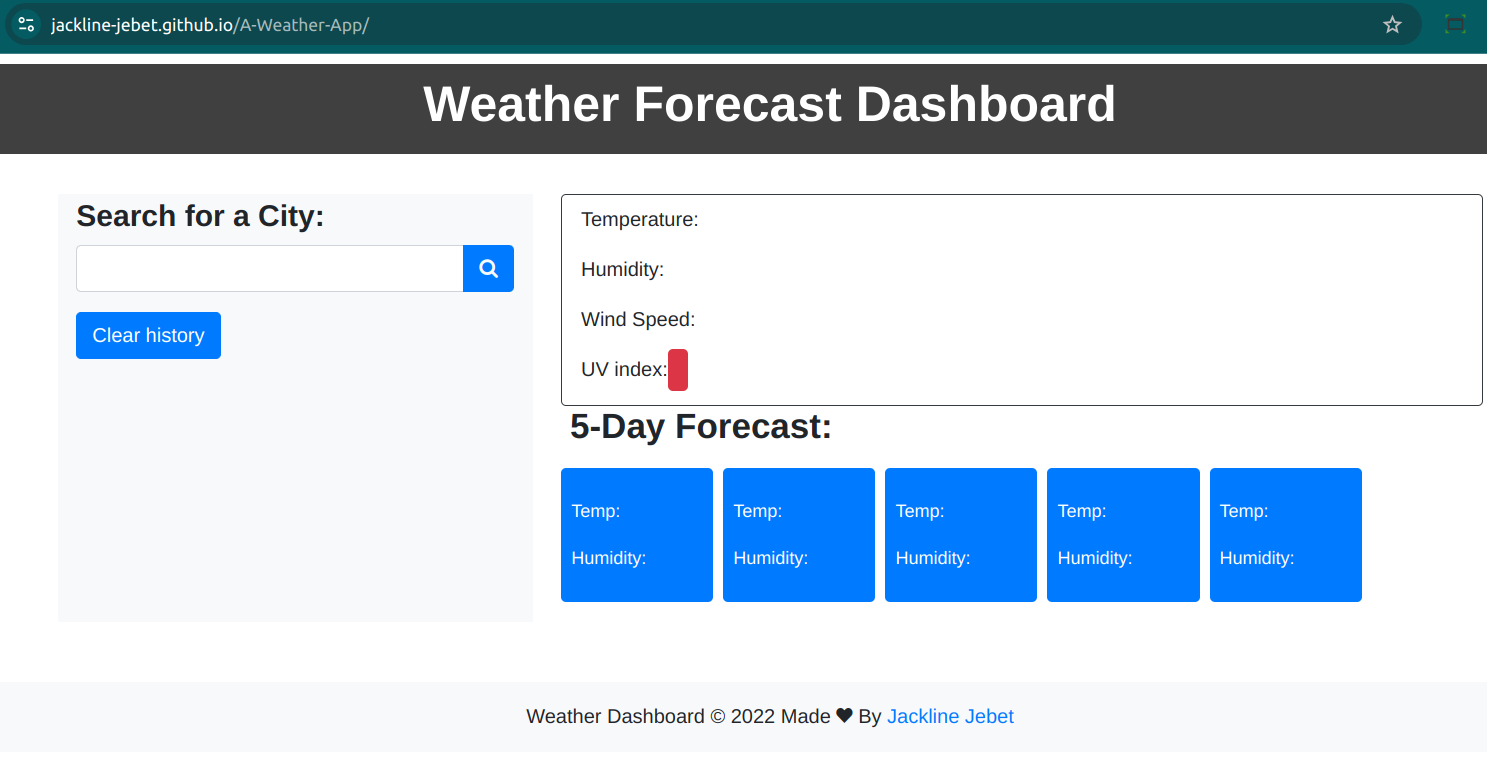 jackline-jebet.github.io/A-Weather-App/
Weather Forecast Dashboard
Search for a City:
Clear history
Temperature:
Humidity:
Wind Speed:
UV index:
5-Day Forecast:
Temp:
Humidity:
Temp:
Humidity:
Temp:
Humidity:
Temp:
Humidity:
Temp:
Humidity:
Weather Dashboard © 2022 Made ♥ By Jackline Jebet